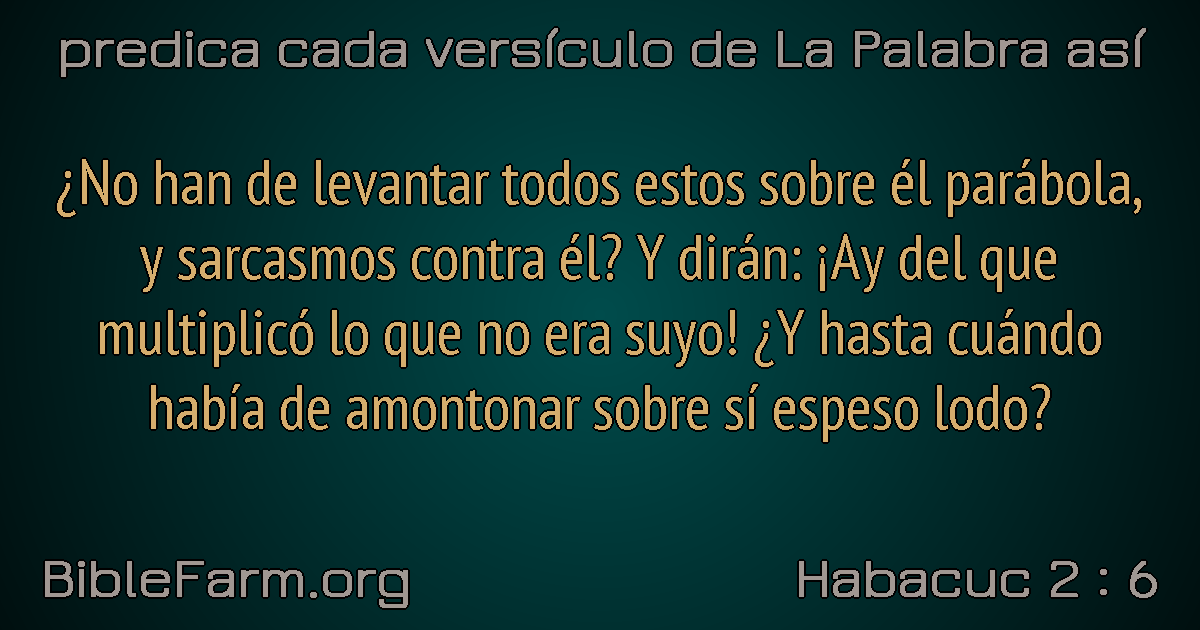 predica cada versículo de La Palabra así
¿No han de levantar todos estos sobre él parábola,
y sarcasmos contra él? Y dirán: ¡Ay del que
multiplicó lo que no era suyo! ¿Y hasta cuándo
había de amontonar sobre sí espeso lodo?
BibleFarm.org
Habacuc 2 : 6